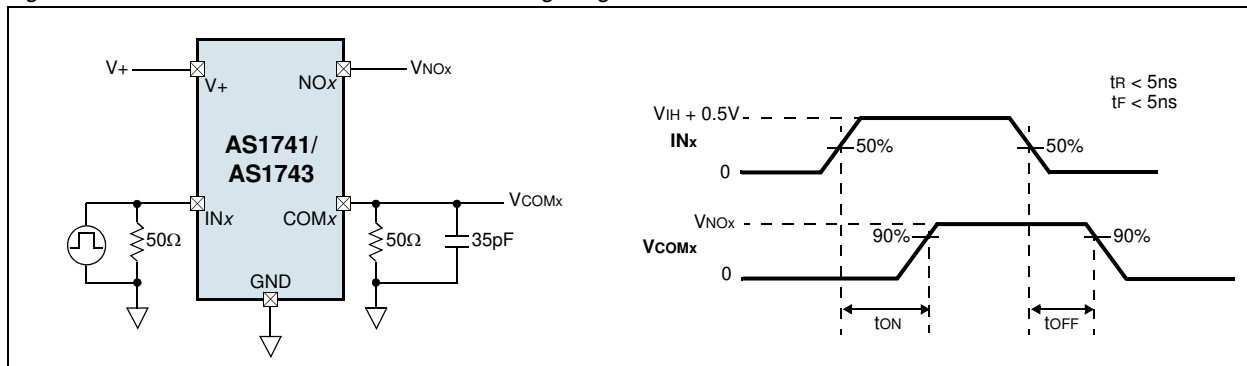 V+
V+
NOx
VNOx
AS1741/
AS1743
INx
COMx
VCOMx
50Ω
50Ω
35pF
GND
tR < 5ns
tF < 5ns
VIH + 0.5V
INx
50%
50%
0
VNOx
VCOMx
90%
90%
0
tON
tOFF